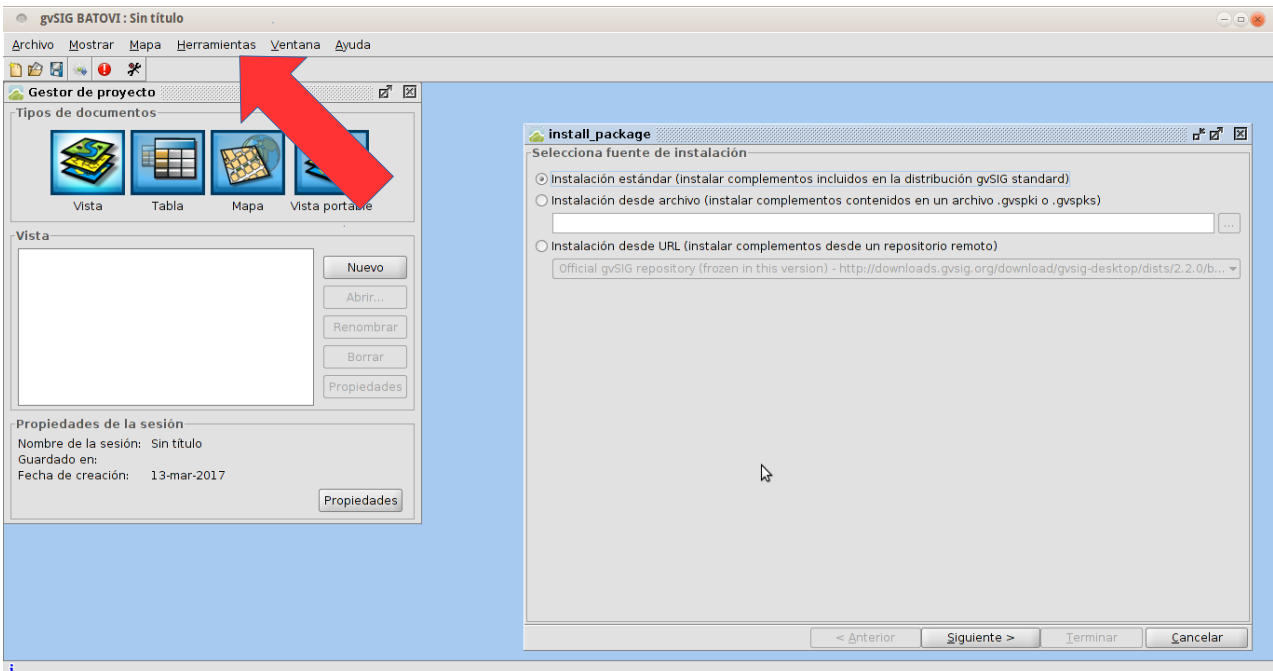 gvSIG BATOVI : Sin título
Archivo Mostrar Mapa Herramientas Ventana Ayuda
Gestor de proyecto
Tipos de documentos
Vista Tabla Mapa Vista portable
Vista
Nuevo
Abrir...
Renombrar
Borrar
Propiedades
Propiedades de la sesión
Nombre de la sesión: Sin título
Guardado en:
Fecha de creación: 13-mar-2017
Propiedades
install_package
Selecciona fuente de instalación
Instalación estándar (instalar complementos incluidos en la distribución gvSIG standard)
Instalación desde archivo (instalar complementos contenidos en un archivo .gvspki o .gvspks)
...
Instalación desde URL (instalar complementos desde un repositorio remoto)
Official gvSIG repository (frozen in this version) - http://downloads.gvsig.org/download/gvsig-desktop/dists/2.2.0/b...
< Anterior Siguiente > Terminar Cancelar